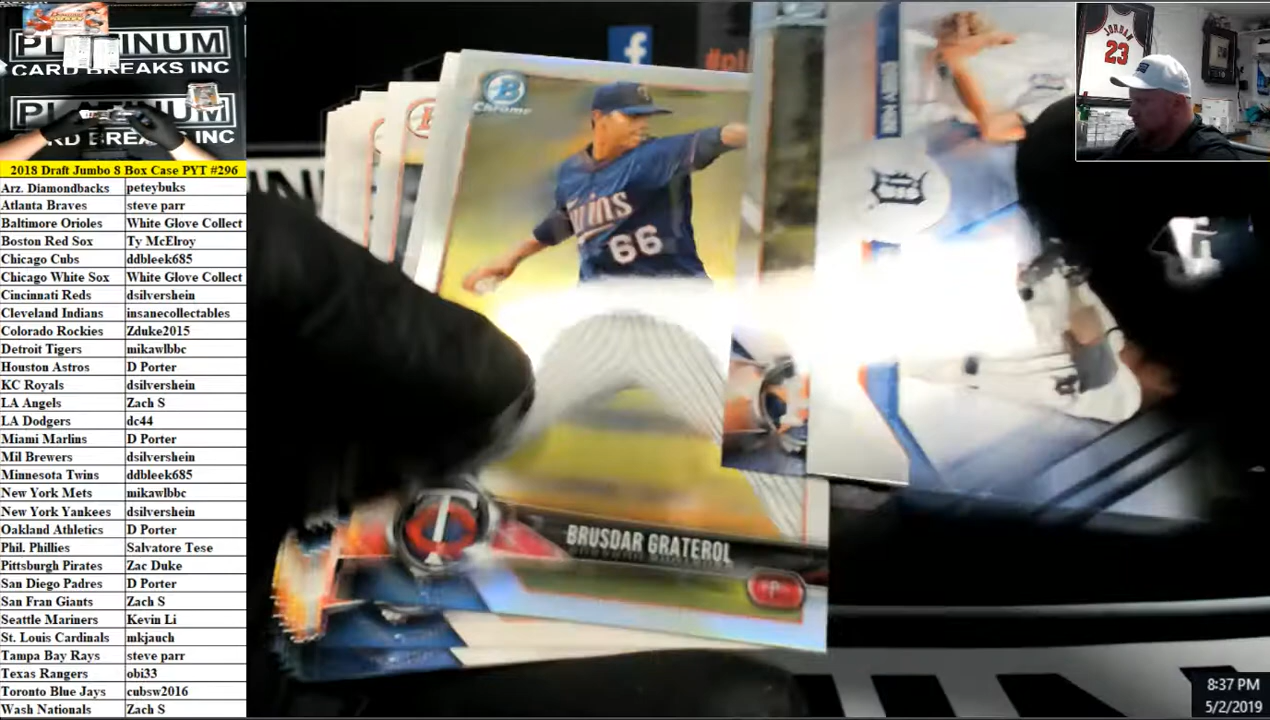 PLATINUM
CARD BREAKS INC
PLATINUM
CARD BREAKS INC
2018 Draft Jumbo 8 Box Case PYT #296
Arz. Diamondbacks peteybuks
Atlanta Braves steve parr
Baltimore Orioles White Glove Collect
Boston Red Sox Ty McElroy
Chicago Cubs ddbleek685
Chicago White Sox White Glove Collect
Cincinnati Reds dsilvershein
Cleveland Indians insanecollectables
Colorado Rockies Zduke2015
Detroit Tigers mikawlbbc
Houston Astros D Porter
KC Royals dsilvershein
LA Angels Zach S
LA Dodgers dc44
Miami Marlins D Porter
Mil Brewers dsilvershein
Minnesota Twins ddbleek685
New York Mets mikawlbbc
New York Yankees dsilvershein
Oakland Athletics D Porter
Phil. Phillies Salvatore Tese
Pittsburgh Pirates Zac Duke
San Diego Padres D Porter
San Fran Giants Zach S
Seattle Mariners Kevin Li
St. Louis Cardinals mkjauch
Tampa Bay Rays steve parr
Texas Rangers obi33
Toronto Blue Jays cubsw2016
Wash Nationals Zach S
f
#pl
B
Chrome
Twins
66
BRUSDAR GRATEROL
P
JORDAN
23
8:37 PM
5/2/2019